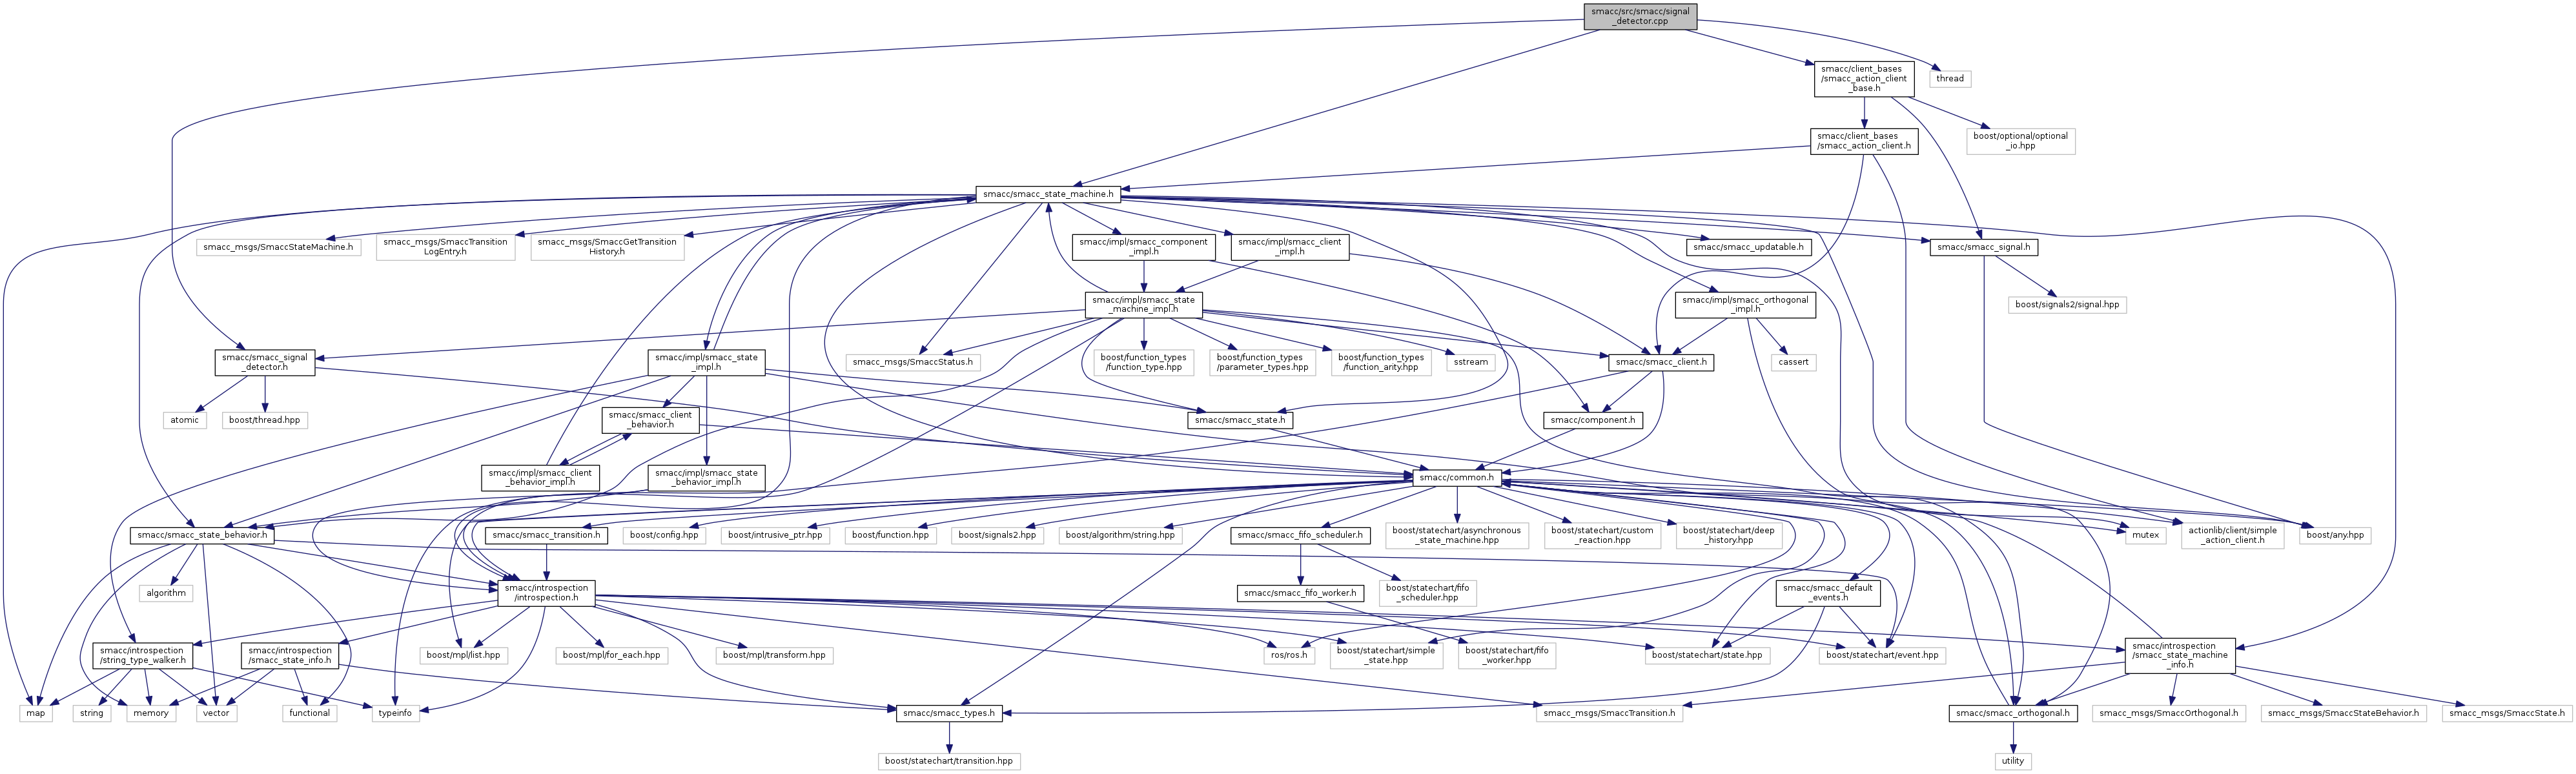 smacc/src/smacc/signal
_detector.cpp
smacc/client_bases
/smacc_action_client
_base.h
thread
smacc/client_bases
/smacc_action_client.h
boost/optional/optional
_io.hpp
smacc/smacc_state_machine.h
smacc_msgs/SmaccStateMachine.h
smacc_msgs/SmaccTransition
LogEntry.h
smacc_msgs/SmaccGetTransition
History.h
smacc/impl/smacc_component
_impl.h
smacc/impl/smacc_client
_impl.h
smacc/smacc_updatable.h
smacc/smacc_signal.h
smacc/impl/smacc_state
_machine_impl.h
smacc/impl/smacc_orthogonal
_impl.h
boost/signals2/signal.hpp
smacc/smacc_signal
_detector.h
smacc/impl/smacc_state
_impl.h
smacc_msgs/SmaccStatus.h
boost/function_types
/function_type.hpp
boost/function_types
/parameter_types.hpp
boost/function_types
/function_arity.hpp
sstream
smacc/smacc_client.h
cassert
atomic
boost/thread.hpp
smacc/smacc_client
_behavior.h
smacc/smacc_state.h
smacc/component.h
smacc/impl/smacc_client
_behavior_impl.h
smacc/impl/smacc_state
_behavior_impl.h
smacc/common.h
smacc/smacc_state_behavior.h
smacc/smacc_transition.h
boost/config.hpp
boost/intrusive_ptr.hpp
boost/function.hpp
boost/signals2.hpp
boost/algorithm/string.hpp
smacc/smacc_fifo_scheduler.h
boost/statechart/asynchronous
_state_machine.hpp
boost/statechart/custom
_reaction.hpp
boost/statechart/deep
_history.hpp
mutex
actionlib/client/simple
_action_client.h
boost/any.hpp
algorithm
smacc/introspection
/introspection.h
smacc/smacc_fifo_worker.h
boost/statechart/fifo
_scheduler.hpp
smacc/smacc_default
_events.h
smacc/introspection
/string_type_walker.h
smacc/introspection
/smacc_state_info.h
boost/mpl/list.hpp
boost/mpl/for_each.hpp
boost/mpl/transform.hpp
ros/ros.h
boost/statechart/simple
_state.hpp
boost/statechart/fifo
_worker.hpp
boost/statechart/state.hpp
boost/statechart/event.hpp
smacc/introspection
/smacc_state_machine
_info.h
map
string
memory
vector
functional
typeinfo
smacc/smacc_types.h
smacc_msgs/SmaccTransition.h
smacc/smacc_orthogonal.h
smacc_msgs/SmaccOrthogonal.h
smacc_msgs/SmaccStateBehavior.h
smacc_msgs/SmaccState.h
boost/statechart/transition.hpp
utility